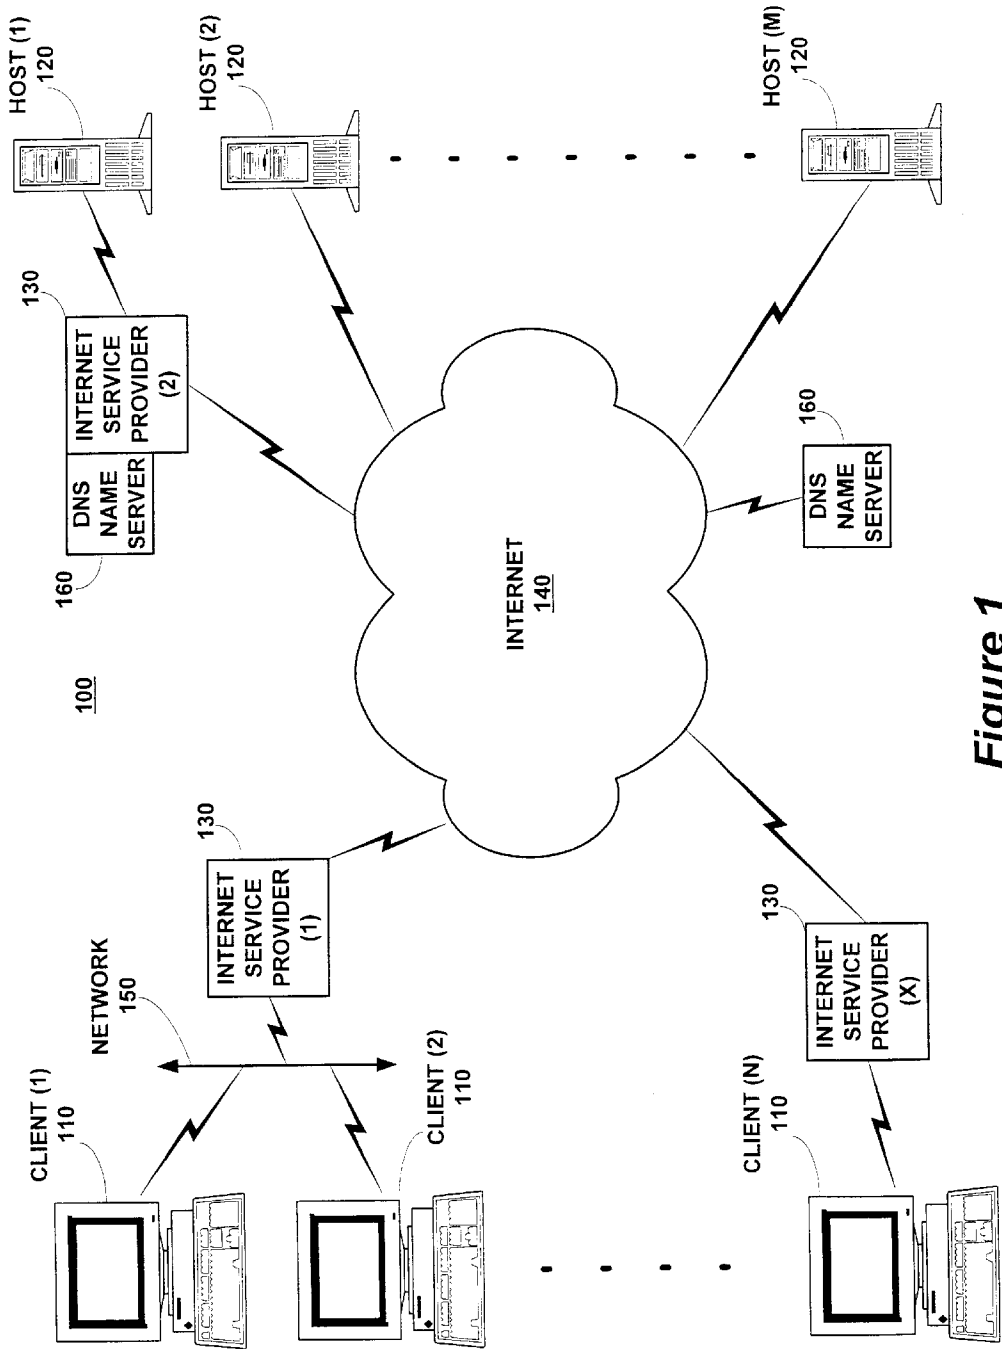 CLIENT (1)
110
NETWORK
150
100
160
DNS
NAME
SERVER
INTERNET
SERVICE
PROVIDER
(2)
130
HOST (1)
120
CLIENT (2)
110
INTERNET
SERVICE
PROVIDER
(1)
130
HOST (2)
120
INTERNET
140
CLIENT (N)
110
INTERNET
SERVICE
PROVIDER
(X)
130
DNS
NAME
SERVER
160
HOST (M)
120
Figure 1